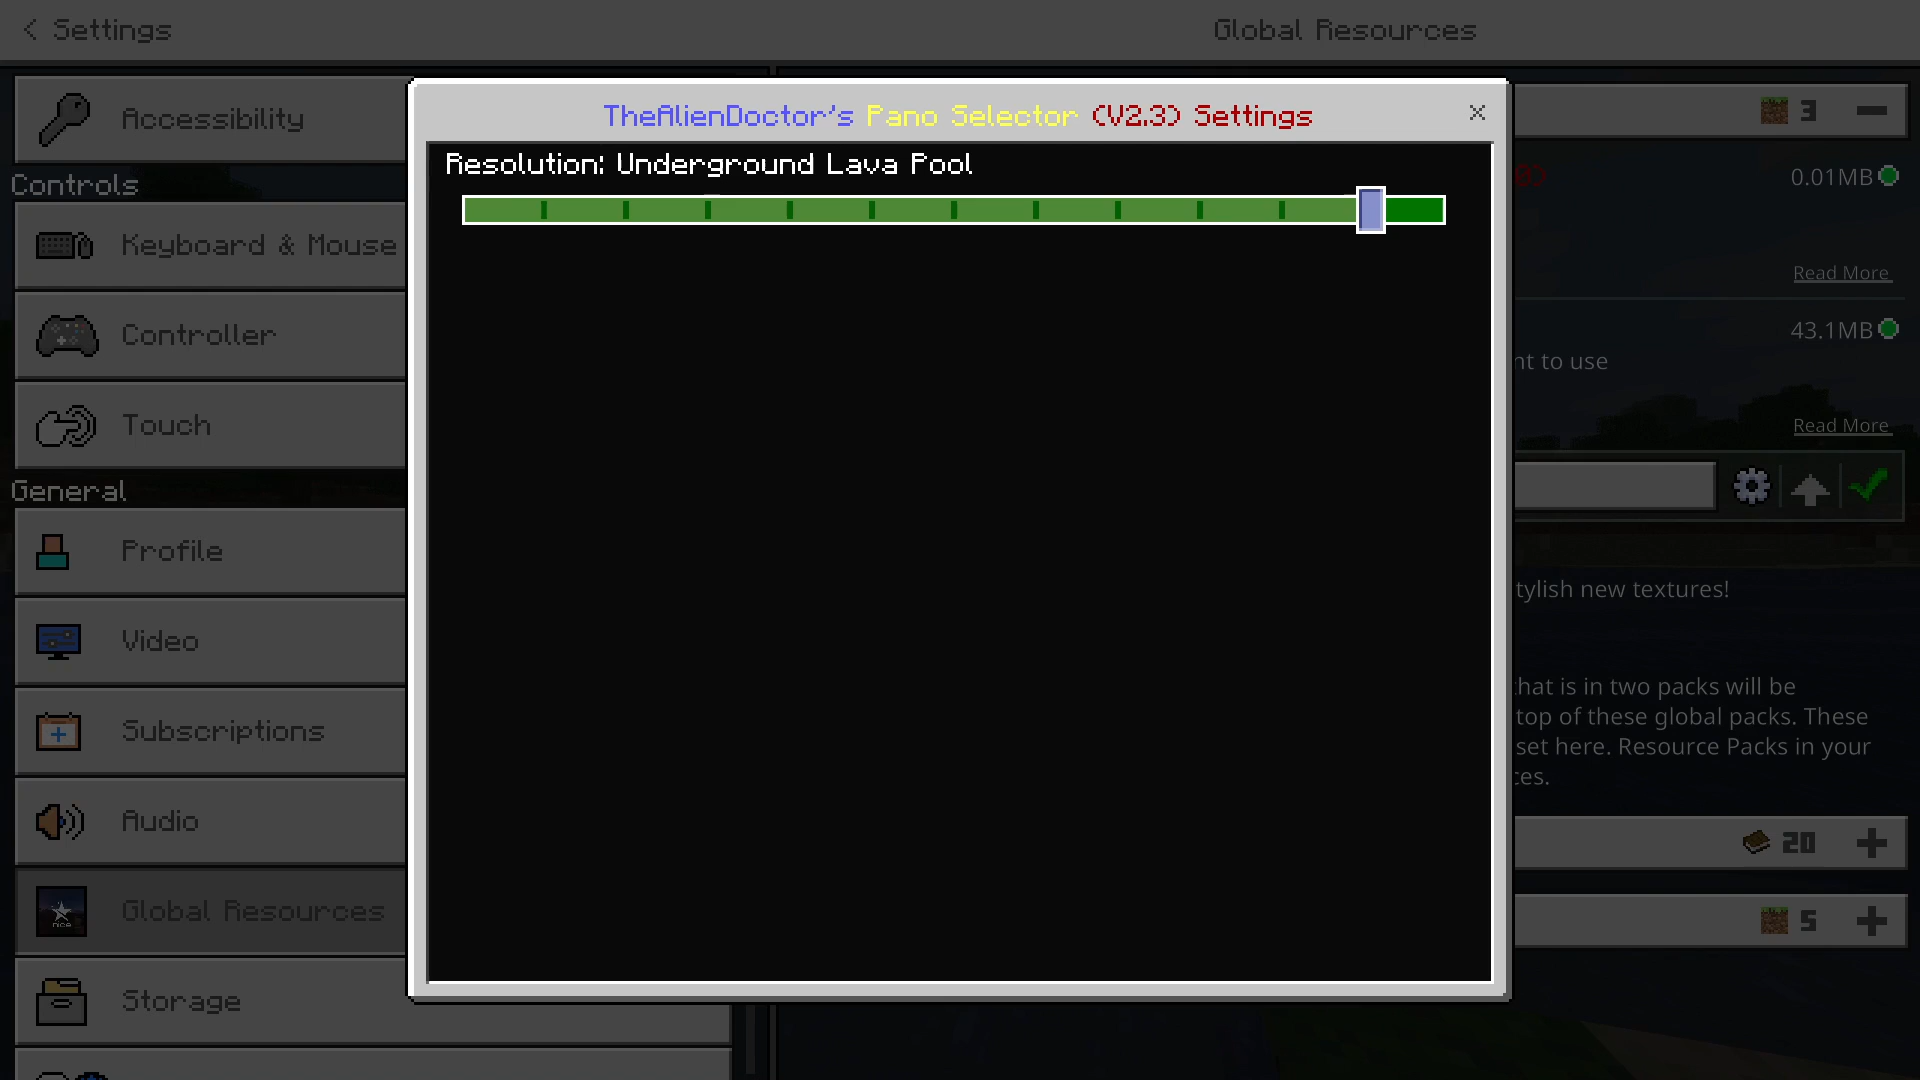 Settings
Global Resources
Accessibility
Controls
Keyboard & Mouse
Controller
Touch
General
Profile
Video
Subscriptions
Audio
Global Resources
nice
Storage
TheAlienDoctor's Pano Selector (V2.3) Settings
Resolution: Underground Lava Pool
3
0.01MB
Read More
43.1MB
nt to use
Read More
tylish new textures!
that is in two packs will be
top of these global packs. These
set here. Resource Packs in your
ces.
20
5